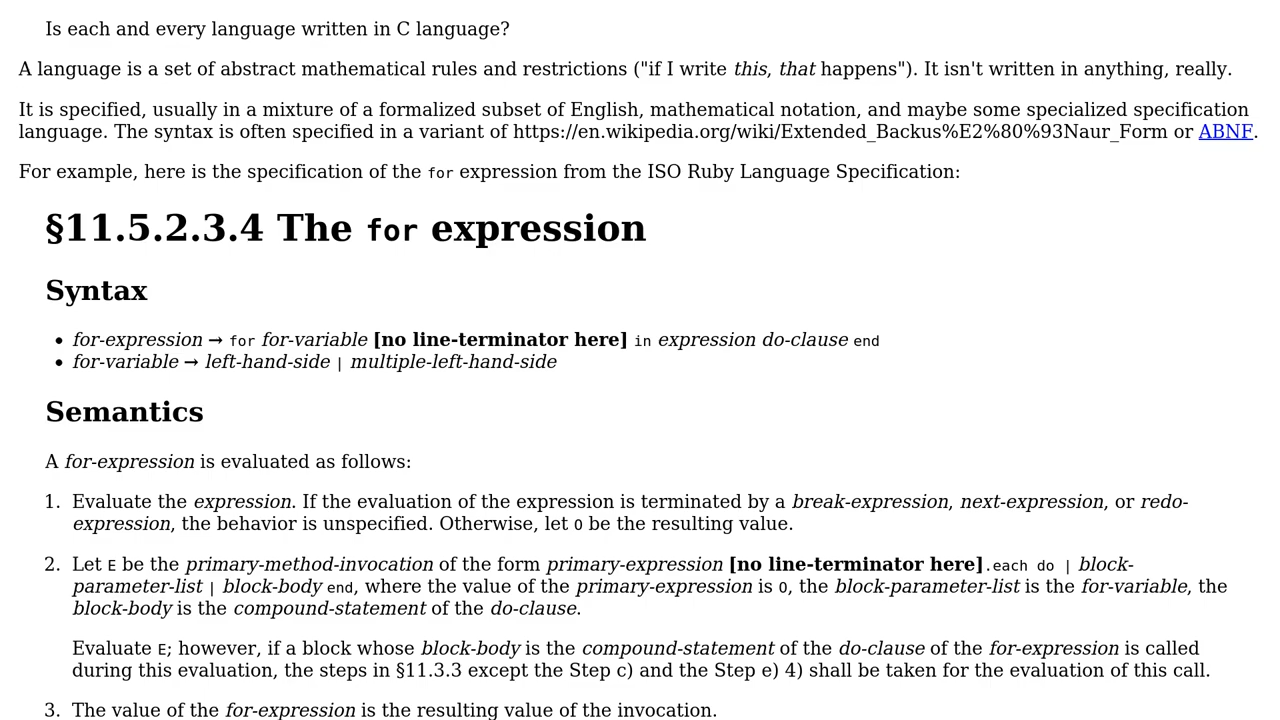 Is each and every language written in C language?
A language is a set of abstract mathematical rules and restrictions ("if I write this, that happens"). It isn't written in anything, really.
It is specified, usually in a mixture of a formalized subset of English, mathematical notation, and maybe some specialized specification
language. The syntax is often specified in a variant of https://en.wikipedia.org/wiki/Extended_Backus%E2%80%93Naur_Form or ABNF.
For example, here is the specification of the for expression from the ISO Ruby Language Specification:
§11.5.2.3.4 The for expression
Syntax
• for-expression → for for-variable [no line-terminator here] in expression do-clause end
• for-variable → left-hand-side | multiple-left-hand-side
Semantics
A for-expression is evaluated as follows:
1. Evaluate the expression. If the evaluation of the expression is terminated by a break-expression, next-expression, or redo-
expression, the behavior is unspecified. Otherwise, let O be the resulting value.
2. Let E be the primary-method-invocation of the form primary-expression [no line-terminator here].each do | block-
parameter-list | block-body end, where the value of the primary-expression is O, the block-parameter-list is the for-variable, the
block-body is the compound-statement of the do-clause.
Evaluate E; however, if a block whose block-body is the compound-statement of the do-clause of the for-expression is called
during this evaluation, the steps in §11.3.3 except the Step c) and the Step e) 4) shall be taken for the evaluation of this call.
3. The value of the for-expression is the resulting value of the invocation.